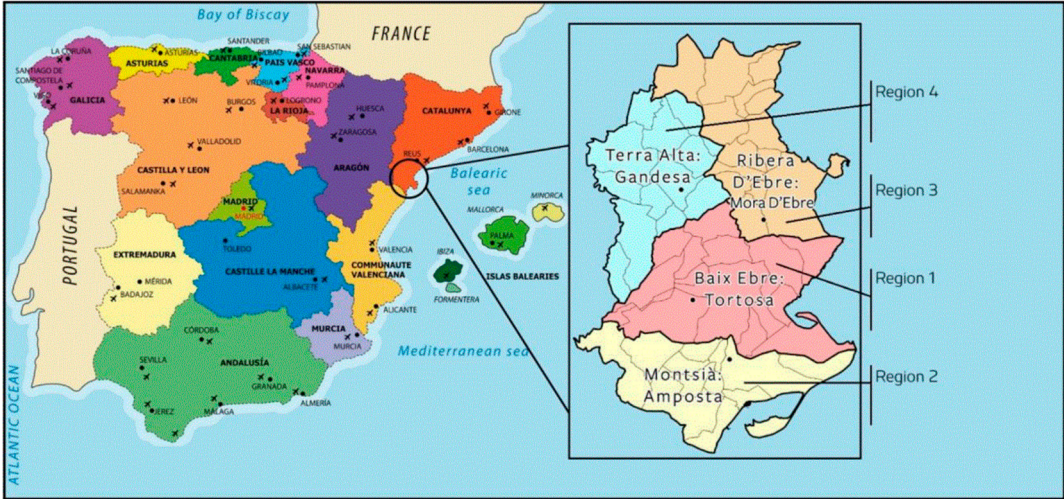 Bay of Biscay
FRANCE
LA CORUÑA
SANTIAGO DE
COMPOSTELA
VIGO
GALICIA
ASTURIAS
ASTURIAS
SANTANDER
CANTABRIA
BILBAO
SAN SEBASTIAN
PAIS VASCO
VITORIA
NAVARRA
PAMPLONA
LOGRONO
LA RIOJA
LEÓN
BURGOS
HUESCA
ZARAGOSA
ARAGÓN
CATALUNYA
GIRONE
BARCELONA
REUS
VALLADOLID
CASTILLA Y LEON
SALAMANKA
MADRID
MADRID
PORTUGAL
Balearic
sea
MINORCA
MALLORCA
PALMA
IBIZA
ISLAS BALEARIES
FORMENTERA
TOLEDO
EXTREMADURA
MÉRIDA
BADAJOZ
CASTILLE LA MANCHE
ALBACETE
VALENCIA
COMMUNAUTE
VALENCIANA
ALICANTE
MURCIA
MURCIA
Mediterranean sea
CÓRDOBA
SEVILLA
ANDALUSÍA
GRANADA
JEREZ
MÁLAGA
ALMERÍA
ATLANTIC OCEAN
Terra Alta:
Gandesa
Ribera
D'Ebre:
Mora D'Ebre
Baix Ebre:
Tortosa
Montsià:
Amposta
Region 4
Region 3
Region 1
Region 2